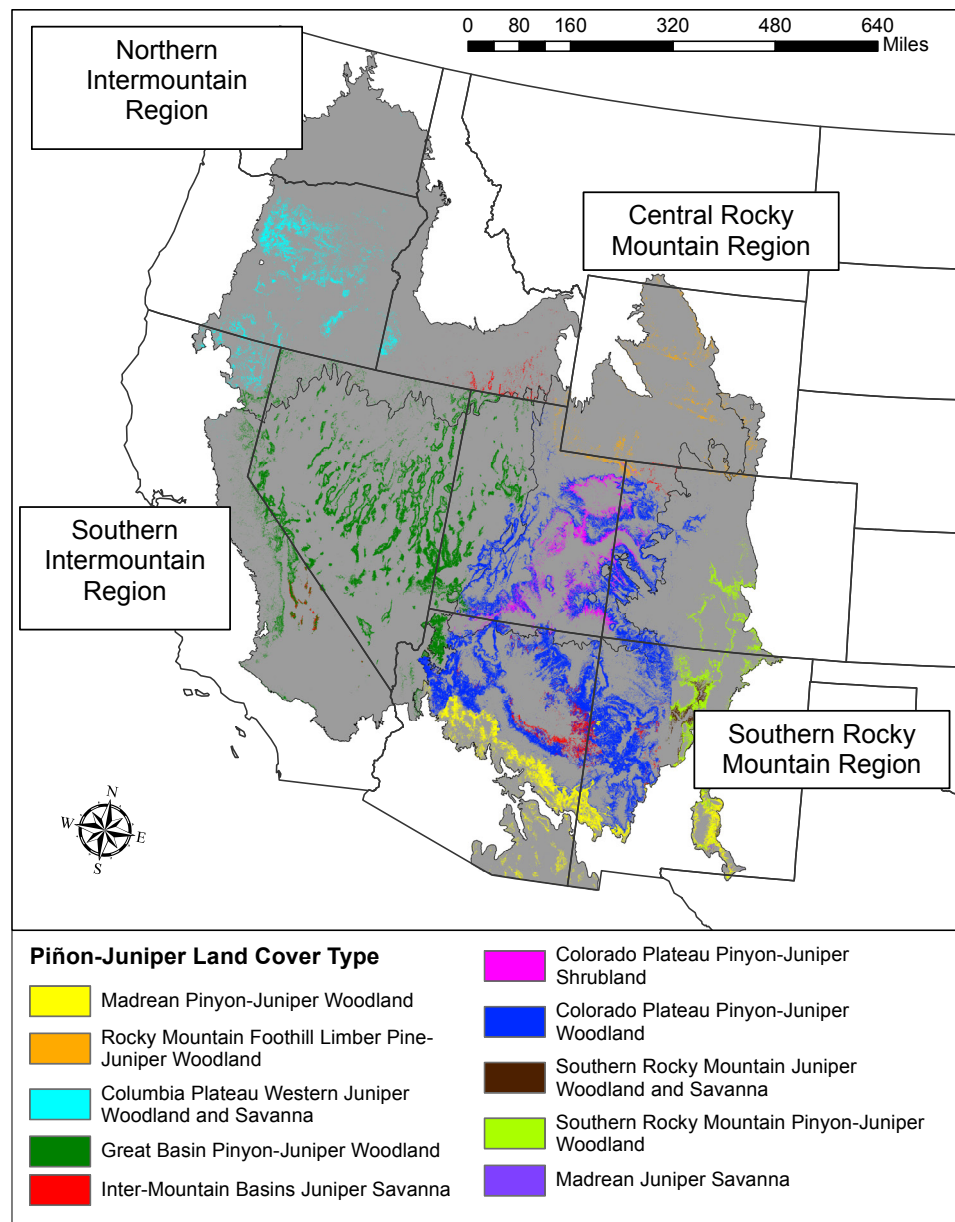 0 80 160 320 480 640
Miles
Northern
Intermountain
Region
Central Rocky
Mountain Region
Southern
Intermountain
Region
Southern Rocky
Mountain Region
N
W
E
S
Piñon-Juniper Land Cover Type
Madrean Pinyon-Juniper Woodland
Rocky Mountain Foothill Limber Pine-
Juniper Woodland
Columbia Plateau Western Juniper
Woodland and Savanna
Great Basin Pinyon-Juniper Woodland
Inter-Mountain Basins Juniper Savanna
Colorado Plateau Pinyon-Juniper
Shrubland
Colorado Plateau Pinyon-Juniper
Woodland
Southern Rocky Mountain Juniper
Woodland and Savanna
Southern Rocky Mountain Pinyon-Juniper
Woodland
Madrean Juniper Savanna